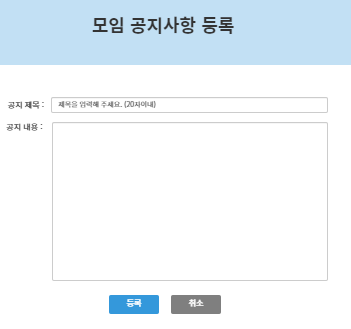 모임 공지사항 등록
공지 제목 :
제목을 입력해 주세요. (20자이내)
공지 내용 :
등록
취소